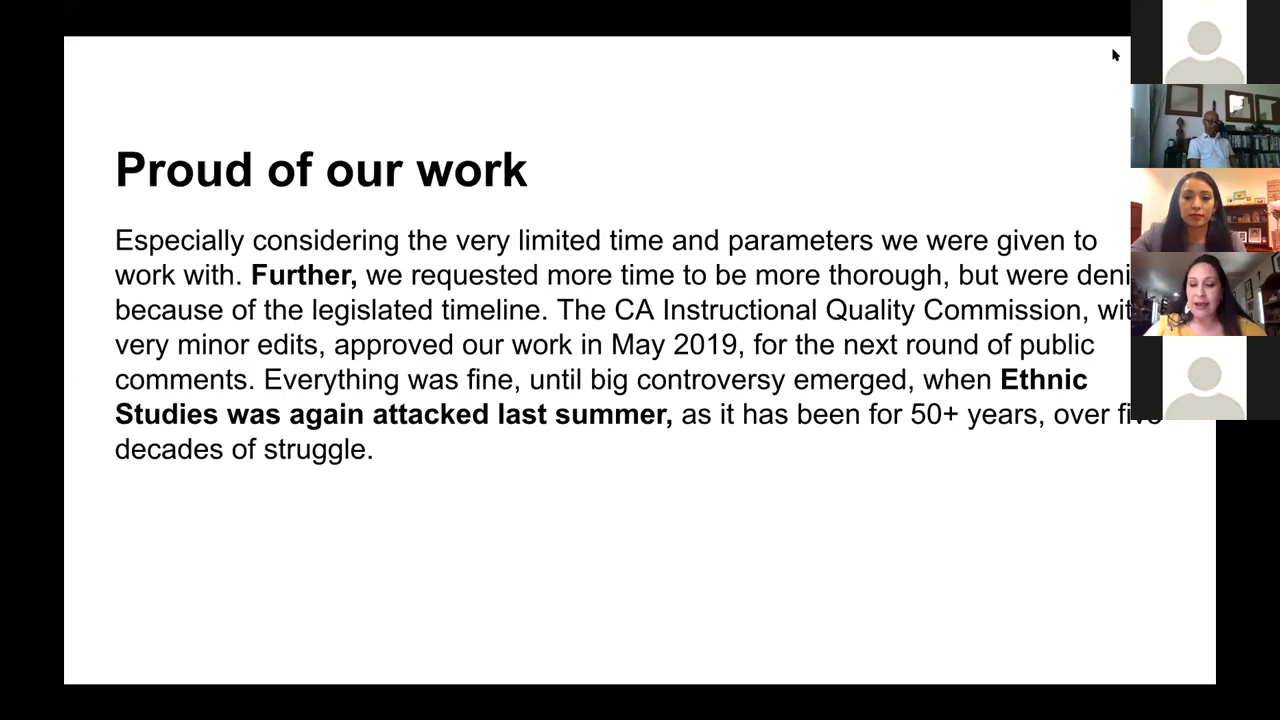 Proud of our work
Especially considering the very limited time and parameters we were given to
work with. Further, we requested more time to be more thorough, but were deni
because of the legislated timeline. The CA Instructional Quality Commission, wit
very minor edits, approved our work in May 2019, for the next round of public
comments. Everything was fine, until big controversy emerged, when Ethnic
Studies was again attacked last summer, as it has been for 50+ years, over five
decades of struggle.